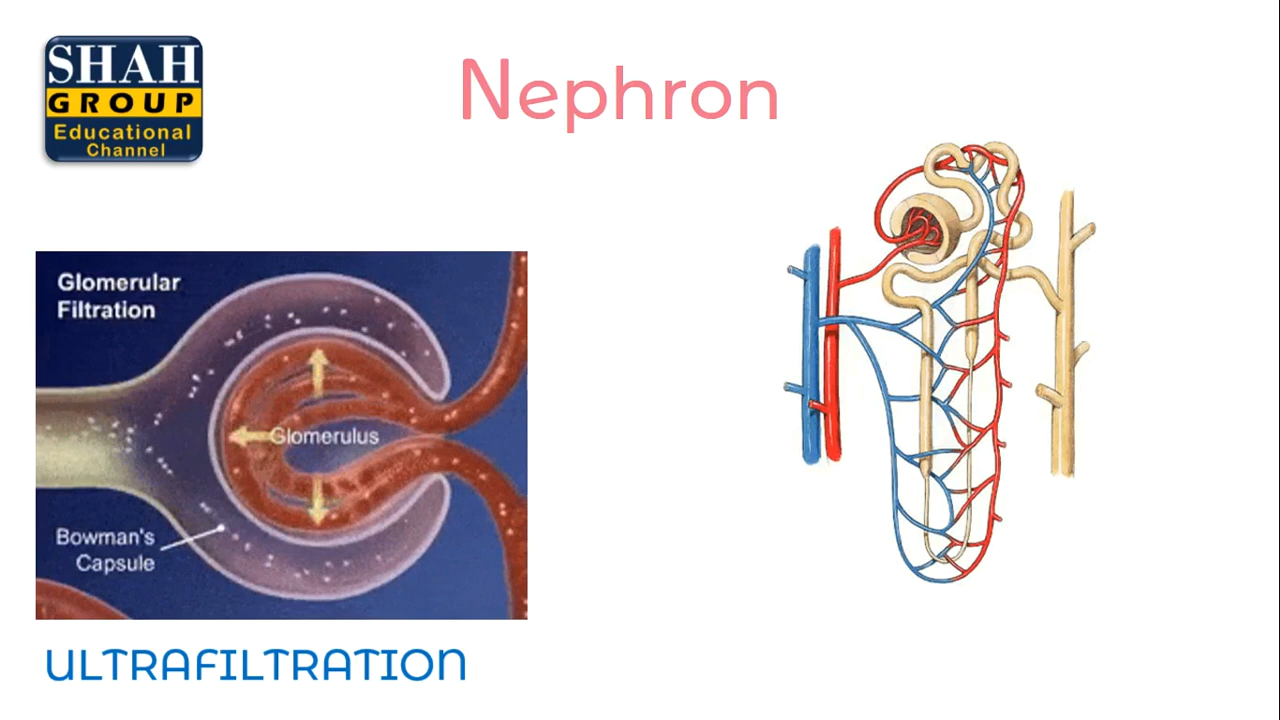 SHAH
GROUP
Educational
Channel
Nephron
Glomerular
Filtration
Glomerulus
Bowman's
Capsule
ULTRAFILTRATION